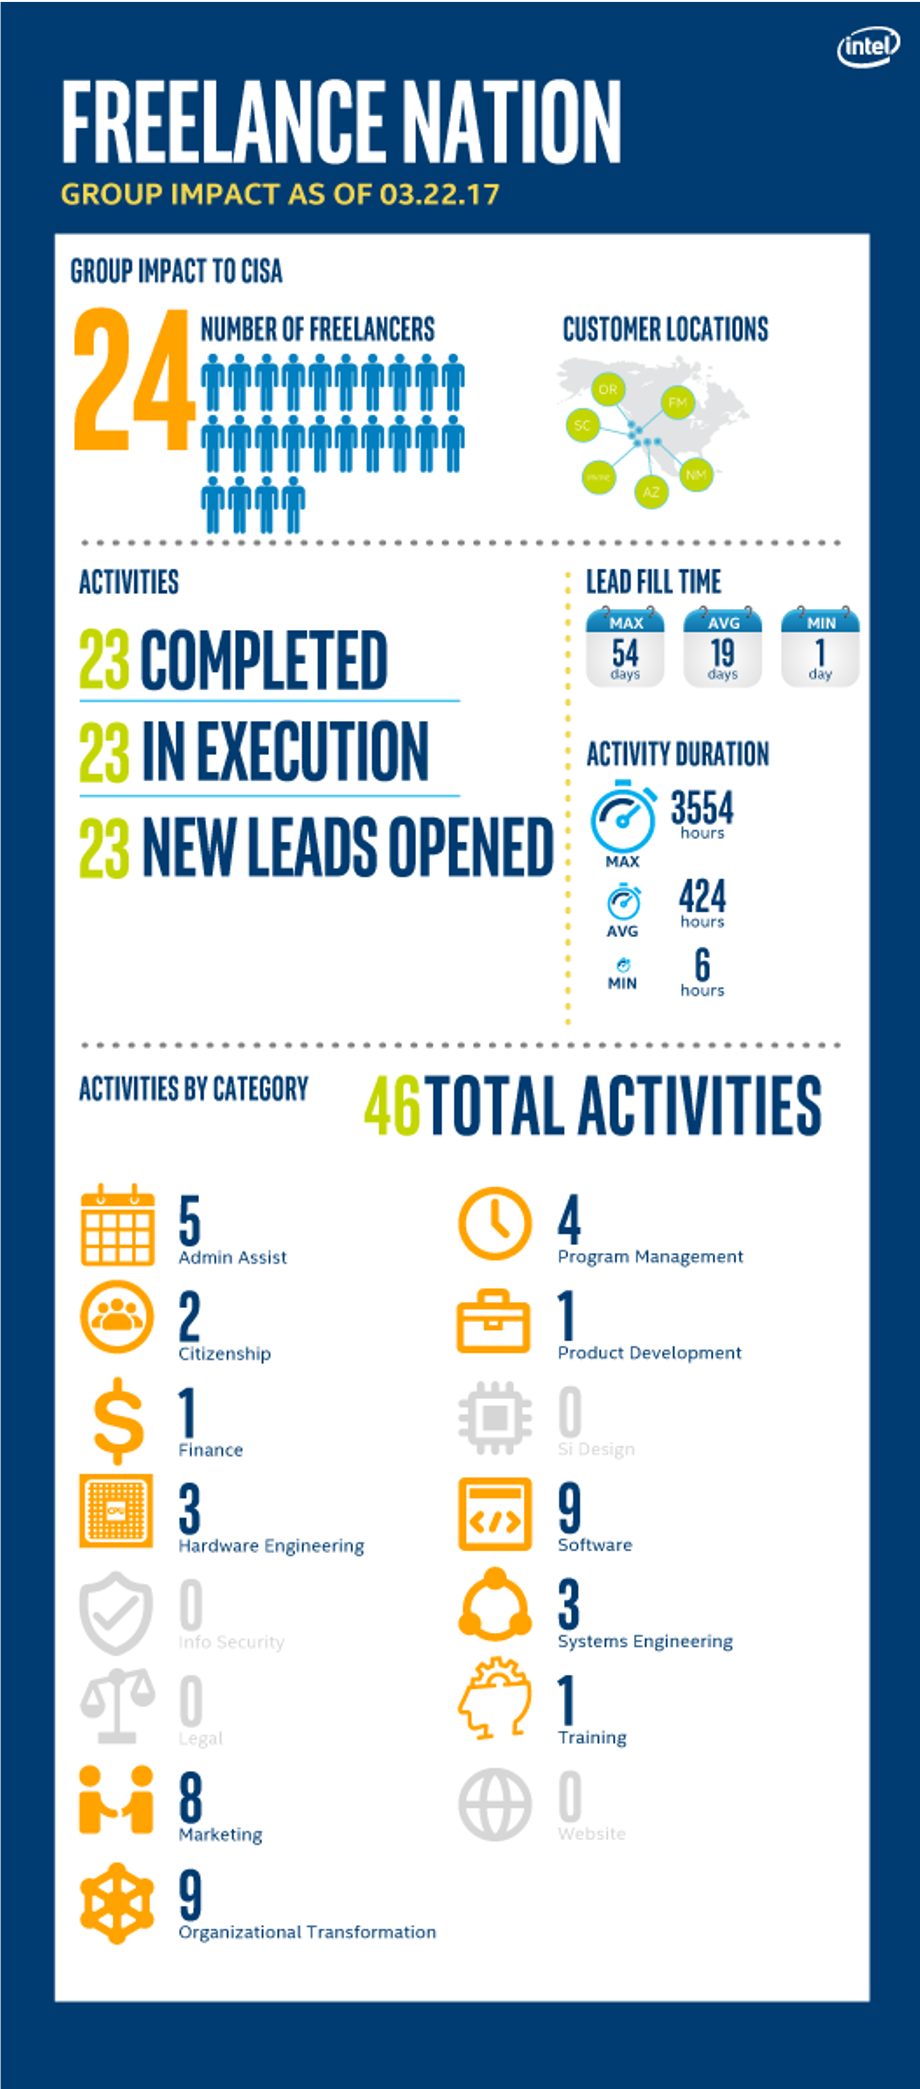 intel
FREELANCE NATION
GROUP IMPACT AS OF 03.22.17
GROUP IMPACT TO CISA
24
NUMBER OF FREELANCERS
CUSTOMER LOCATIONS
OR
FM
SC
NM
AZ
ACTIVITIES
23 COMPLETED
23 IN EXECUTION
23 NEW LEADS OPENED
LEAD FILL TIME
MAX AVG MIN
54 19 1
days days day
ACTIVITY DURATION
3554
hours
MAX
424
hours
AVG
6
hours
MIN
ACTIVITIES BY CATEGORY
46 TOTAL ACTIVITIES
5
Admin Assist
2
Citizenship
1
Finance
CPU
3
Hardware Engineering
0
Info Security
0
Legal
8
Marketing
9
Organizational Transformation
4
Program Management
1
Product Development
0
Si Design
</>
9
Software
3
Systems Engineering
1
Training
0
Website